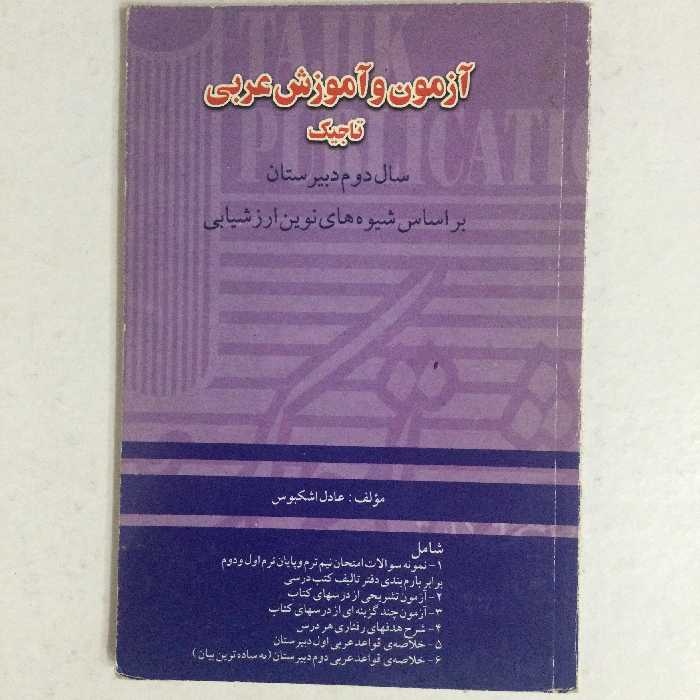 TAJIK
PUBLICATI
آزمون و آموزش عربی
تاجیک
سال دوم دبیرستان
بر اساس شیوه های نوین ارزشیابی
مؤلف : عادل اشکبوس
شامل
۱- نمونه سوالات امتحان نیم ترم و پایان ترم اول و دوم
برابر بارم بندی دفتر تالیف کتب درسی
۲- آزمون تشریحی از درسهای کتاب
۳- آزمون چند گزینه ای از درسهای کتاب
۴- شرح هدفهای رفتاری هر درس
۵- خلاصه ی قواعد عربی اول دبیرستان
۶- خلاصه ی قواعد عربی دوم دبیرستان ( به ساده ترین بیان )